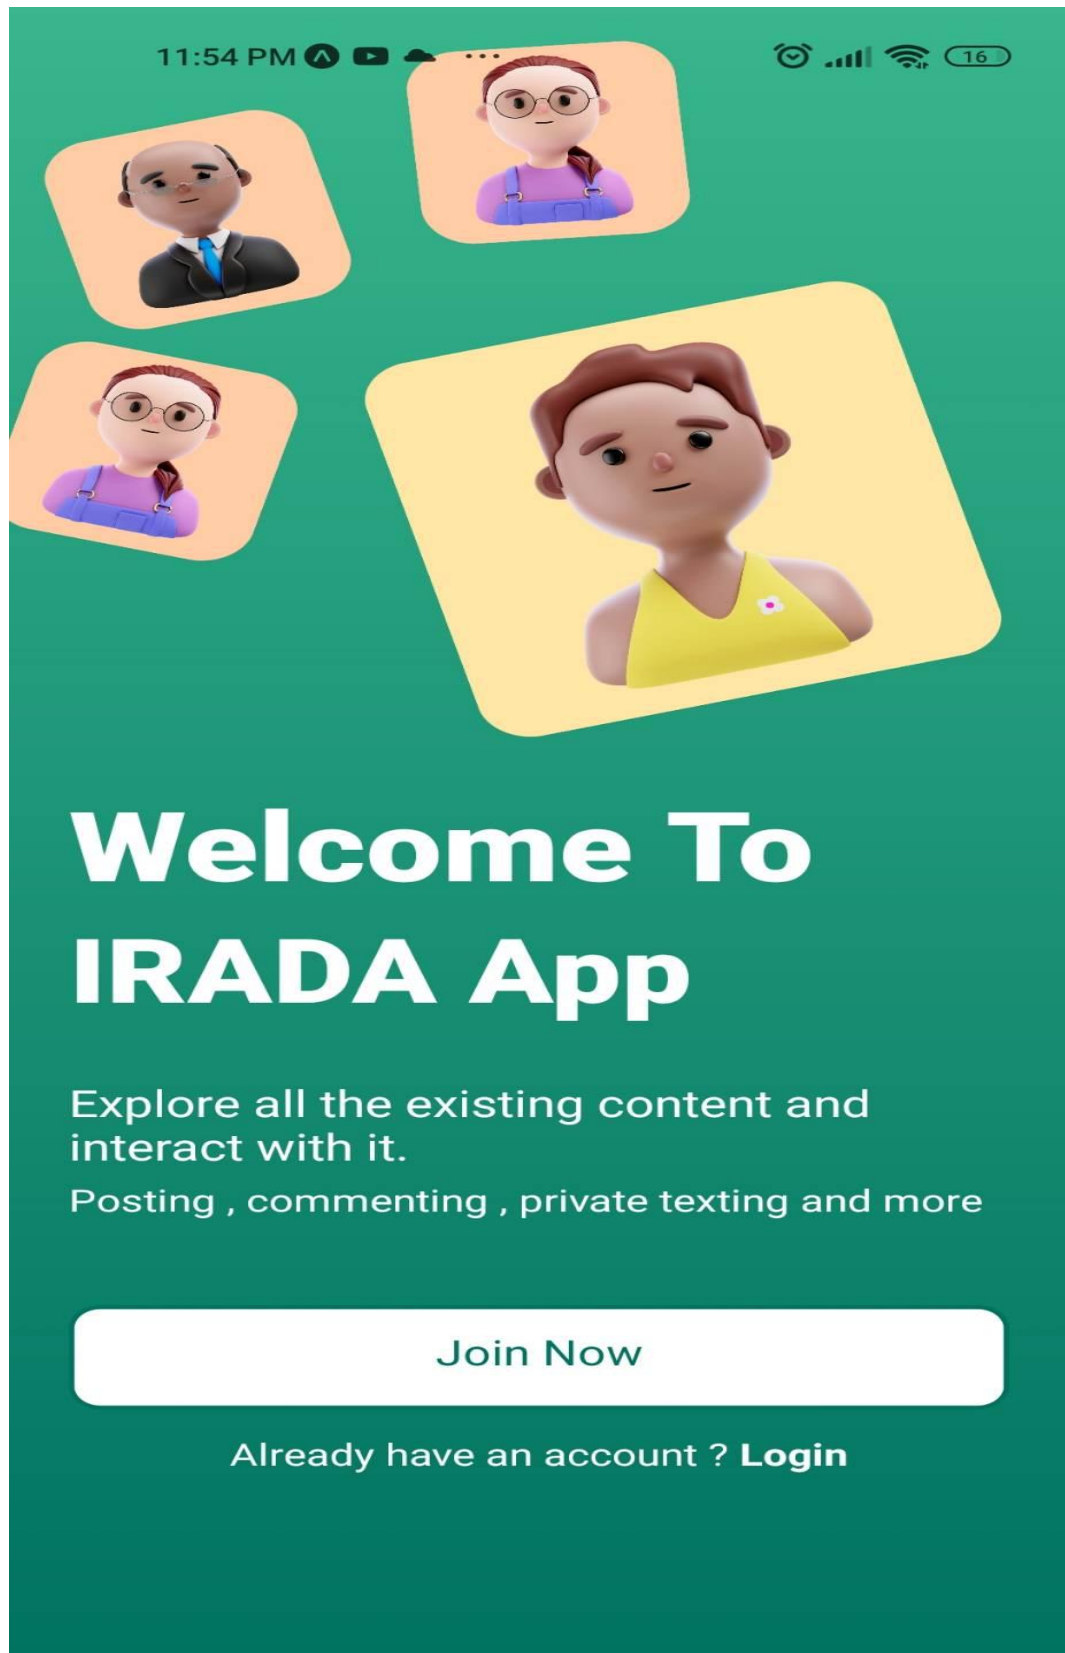 11:54 PM ... 16
Welcome To
IRADA App
Explore all the existing content and
interact with it.
Posting , commenting , private texting and more
Join Now
Already have an account ? Login